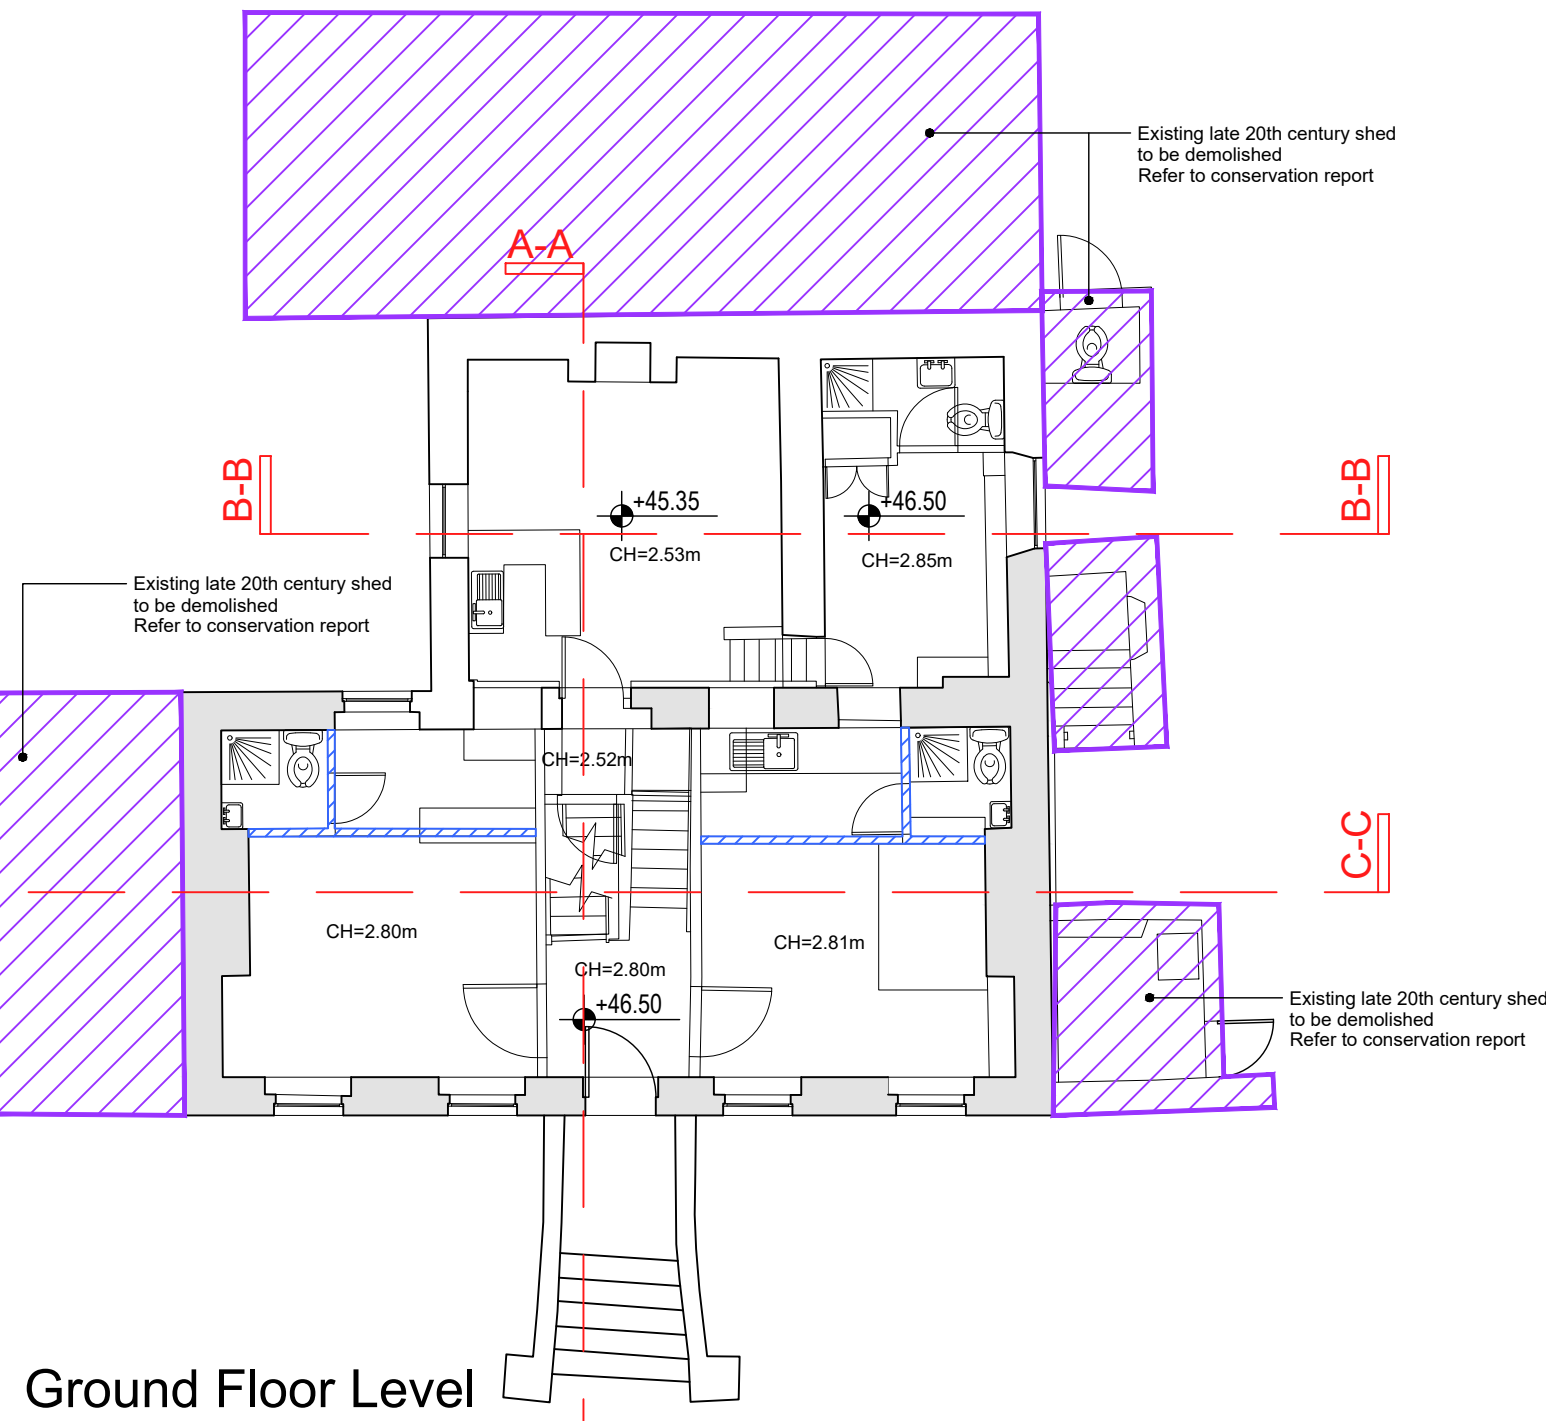 Existing late 20th century shed
to be demolished
Refer to conservation report
A-A
B-B
B-B
+45.35
CH=2.53m
+46.50
CH=2.85m
Existing late 20th century shed
to be demolished
Refer to conservation report
CH=2.52m
C-C
CH=2.80m
CH=2.81m
CH=2.80m
+46.50
Existing late 20th century shed
to be demolished
Refer to conservation report
Ground Floor Level